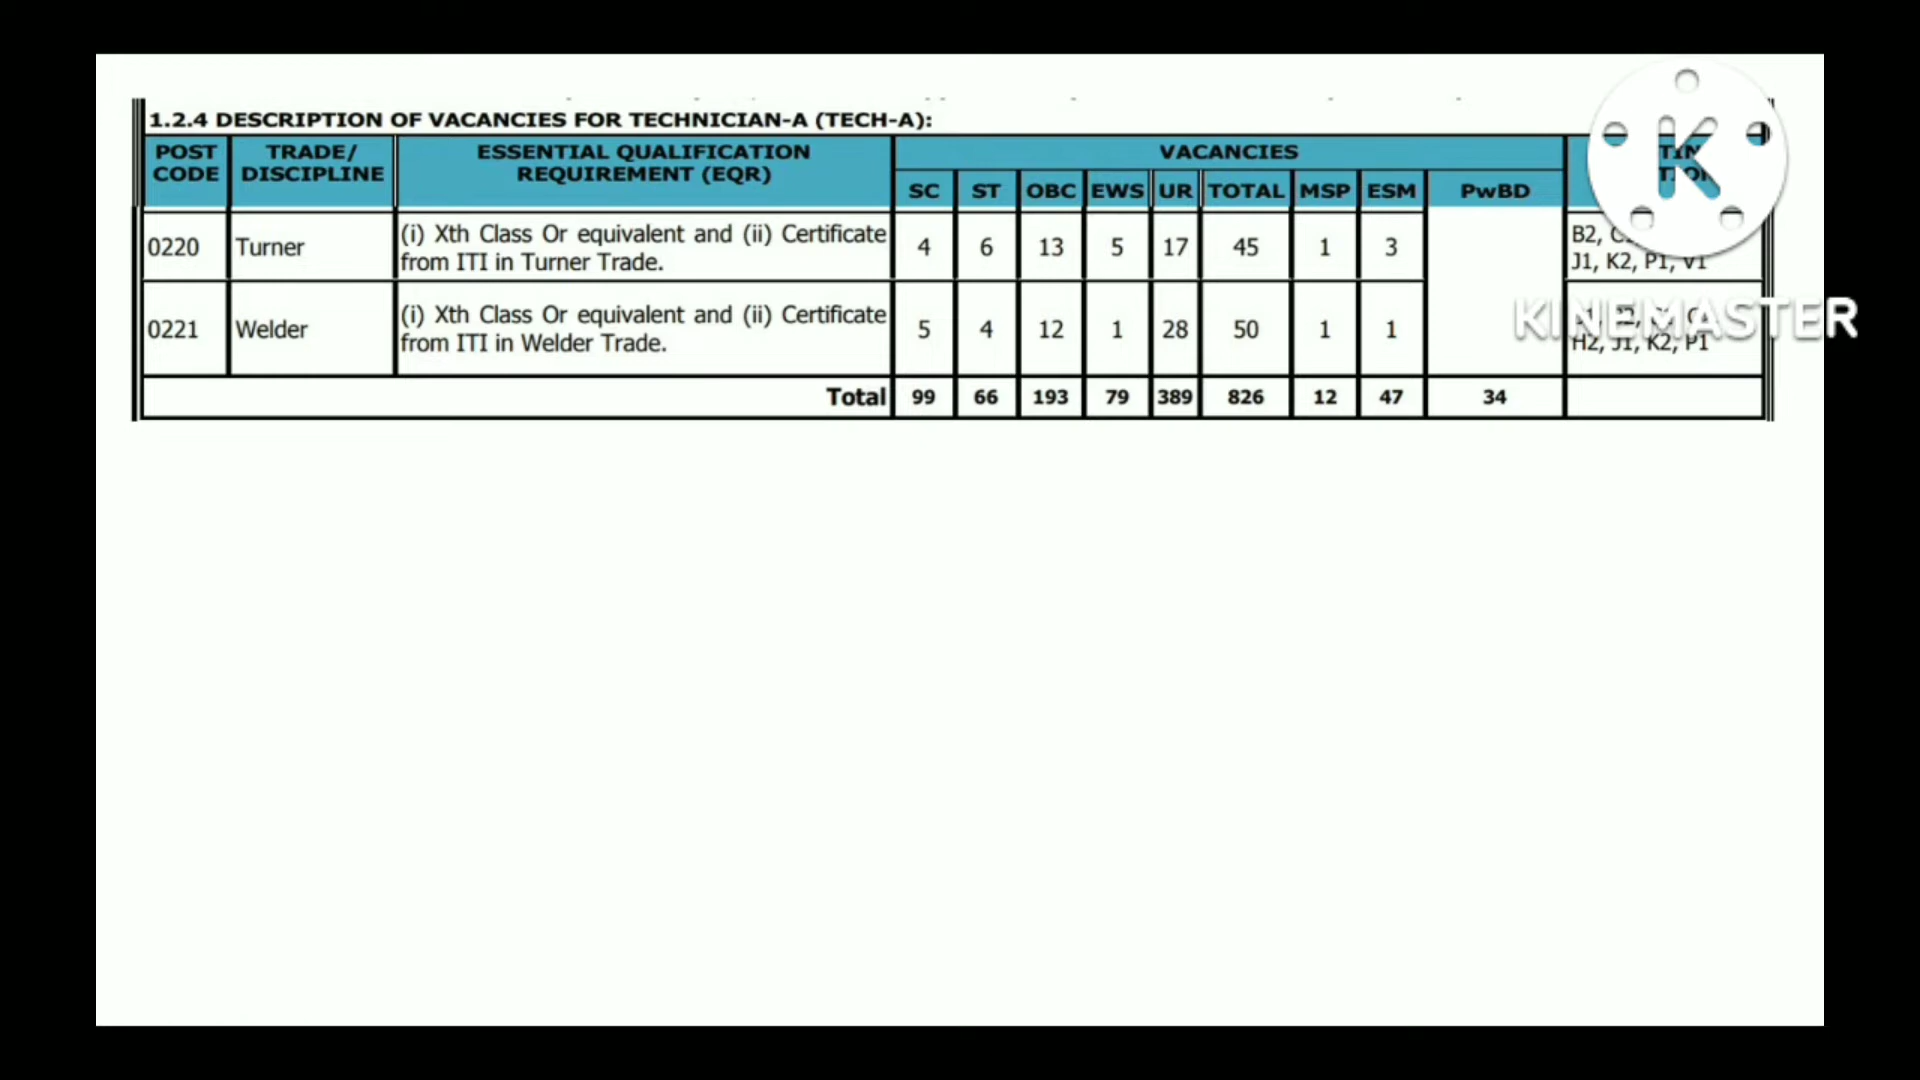 1.2.4 DESCRIPTION OF VACANCIES FOR TECHNICIAN-A (TECH-A):
POST CODE TRADE/ DISCIPLINE ESSENTIAL QUALIFICATION REQUIREMENT (EQR) VACANCIES
SC ST OBC EWS UR TOTAL MSP ESM PwBD
0220 Turner (i) Xth Class Or equivalent and (ii) Certificate from ITI in Turner Trade. 4 6 13 5 17 45 1 3 B2,
J1, K2, P1, V1
KINEMASTER
0221 Welder (i) Xth Class Or equivalent and (ii) Certificate from ITI in Welder Trade. 5 4 12 1 28 50 1 1
H2, J1, K2, P1
Total 99 66 193 79 389 826 12 47 34